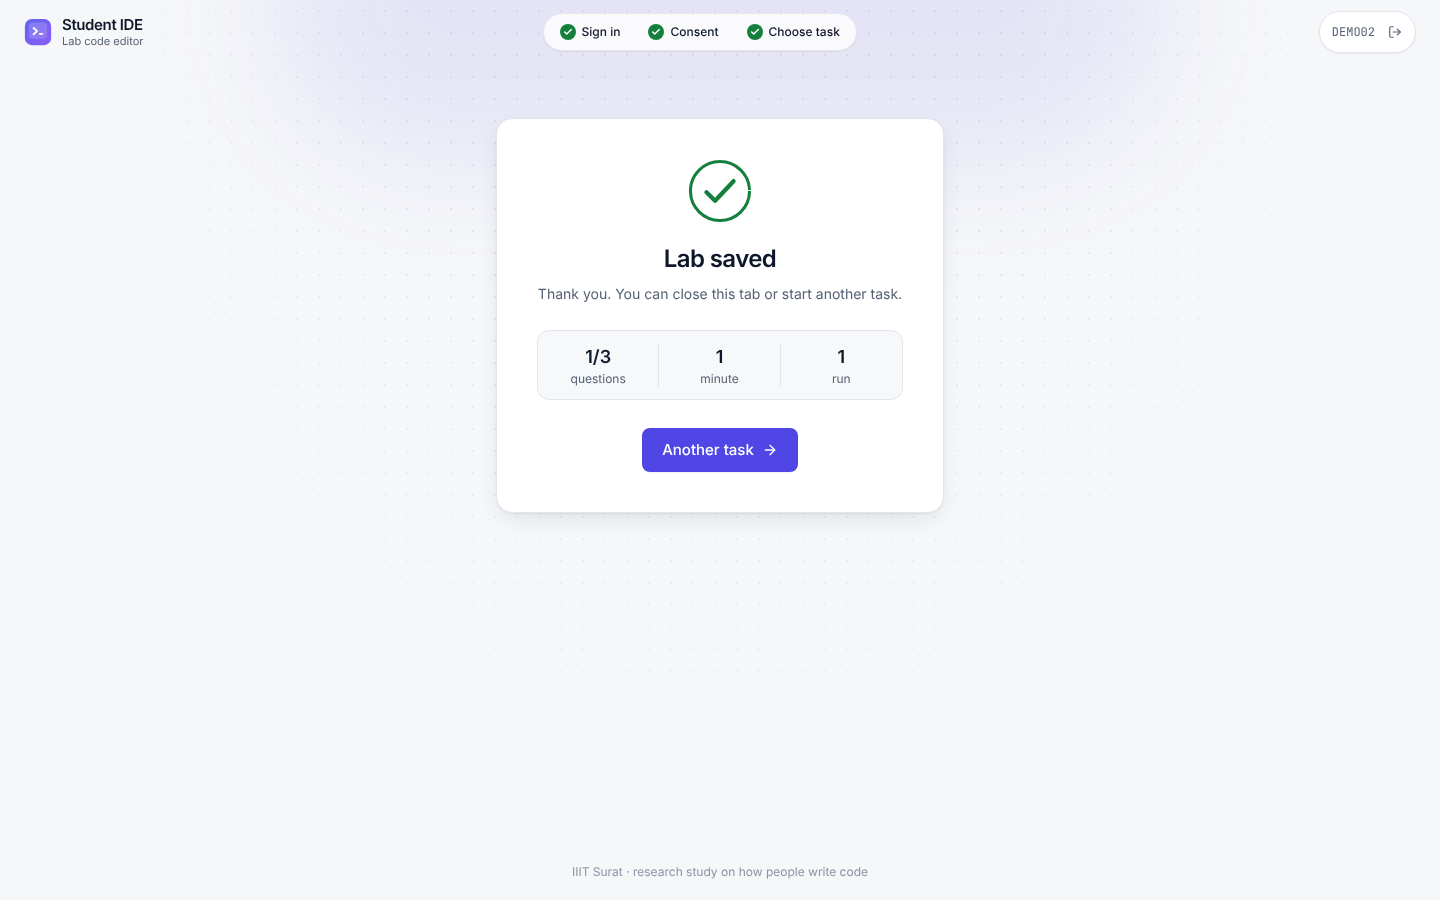 Student IDE
Lab code editor
Sign in
Consent
Choose task
DEMO02
Lab saved
Thank you. You can close this tab or start another task.
1/3
questions
1
minute
1
run
Another task
IIIT Surat · research study on how people write code